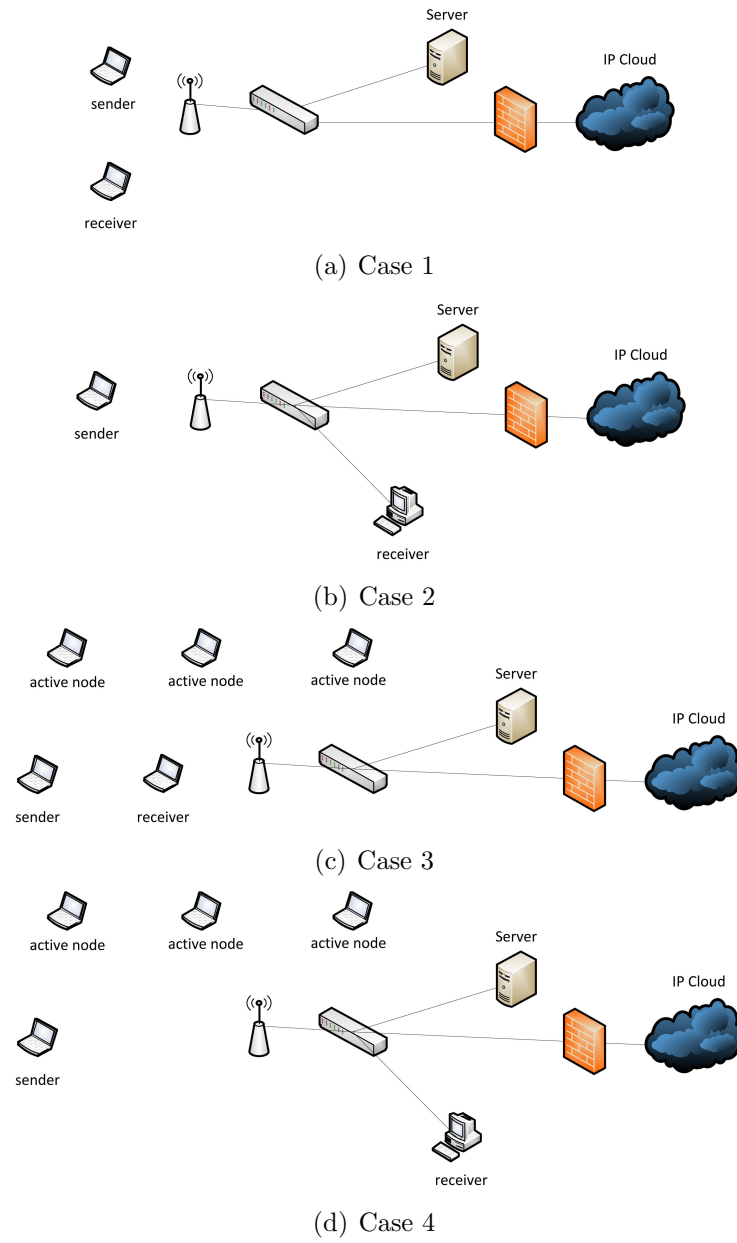 Server
IP Cloud
sender
receiver
(a) Case 1
Server
IP Cloud
sender
receiver
(b) Case 2
active node active node active node
Server
IP Cloud
sender receiver
(c) Case 3
active node active node active node
Server
IP Cloud
sender
receiver
(d) Case 4